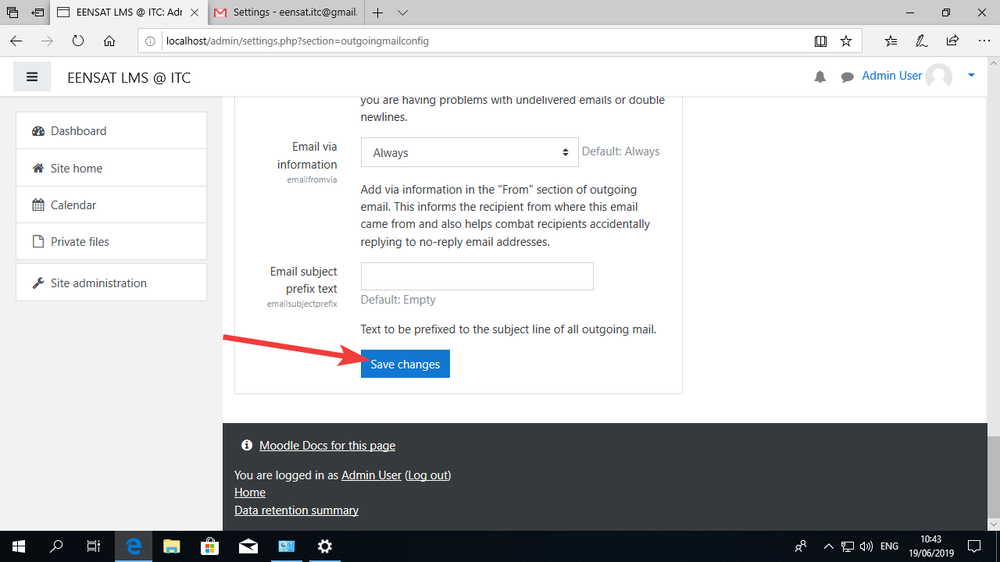 EENSAT LMS @ ITC: Adr
Settings - eensat.itc@gmail.
localhost/admin/settings.php?section=outgoingmailconfig
EENSAT LMS @ ITC
Admin User
Dashboard
Site home
Calendar
Private files
Site administration
you are having problems with undelivered emails or double
newlines.
Email via
information
emailfromvia
Always
Default: Always
Add via information in the "From" section of outgoing
email. This informs the recipient from where this email
came from and also helps combat recipients accidentally
replying to no-reply email addresses.
Email subject
prefix text
emailsubjectprefix
Default: Empty
Text to be prefixed to the subject line of all outgoing mail.
Save changes
Moodle Docs for this page
You are logged in as Admin User (Log out)
Home
Data retention summary
ENG
10:43
19/06/2019